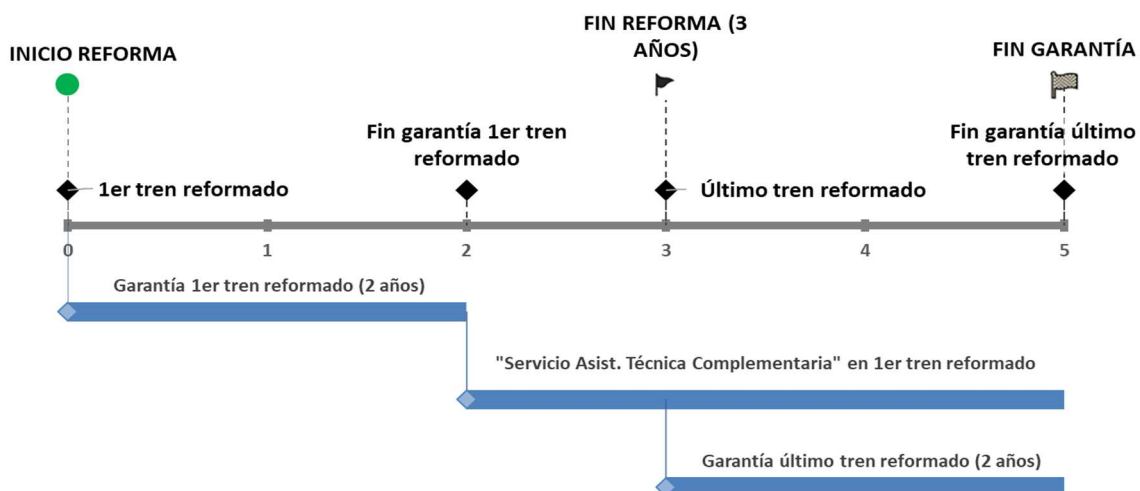 INICIO REFORMA
FIN REFORMA (3
AÑOS)
FIN GARANTÍA
Fin garantía 1er tren
reformado
Fin garantía último
tren reformado
1er tren reformado
Último tren reformado
0 1 2 3 4 5
Garantía 1er tren reformado (2 años)
"Servicio Asist. Técnica Complementaria" en 1er tren reformado
Garantía último tren reformado (2 años)